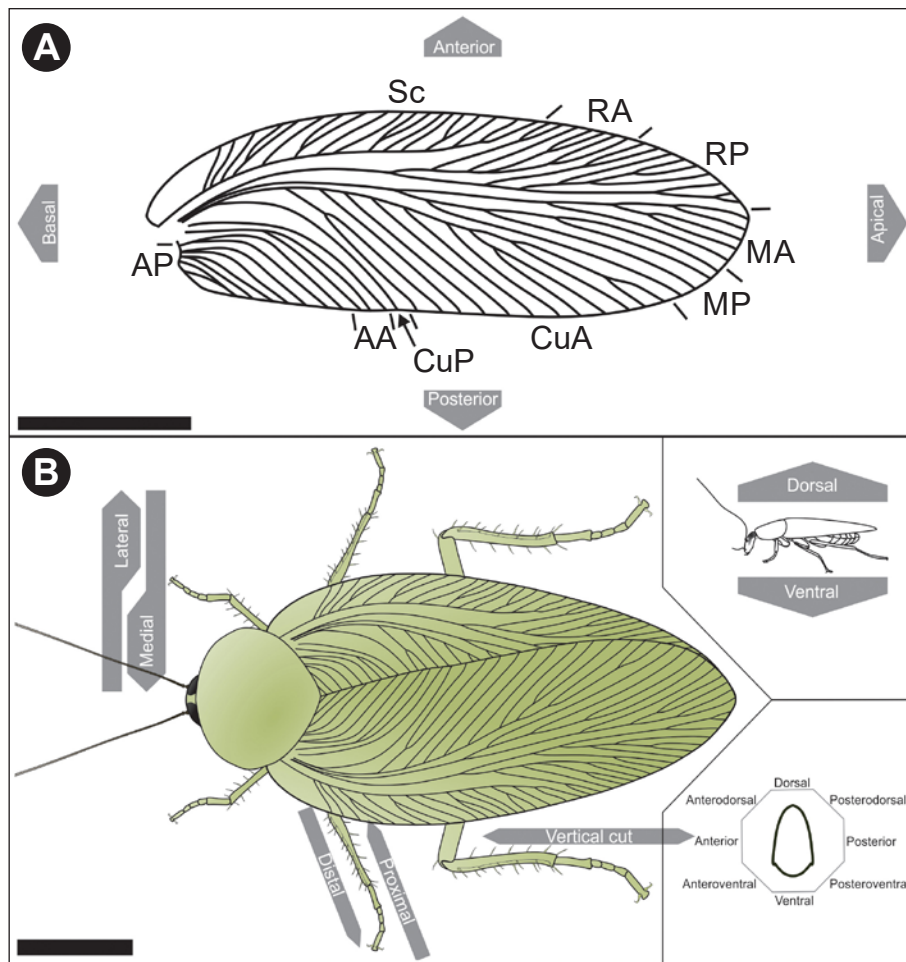 A
Anterior
Sc
RA
RP
Basal
Apical
AP
MA
MP
AA
CuA
CuP
Posterior
B
Lateral
Medial
Dorsal
Ventral
Distal
Proximal
Vertical cut
Dorsal
Anterodorsal
Posterodorsal
Anterior
Posterior
Anteroventral
Posteroventral
Ventral